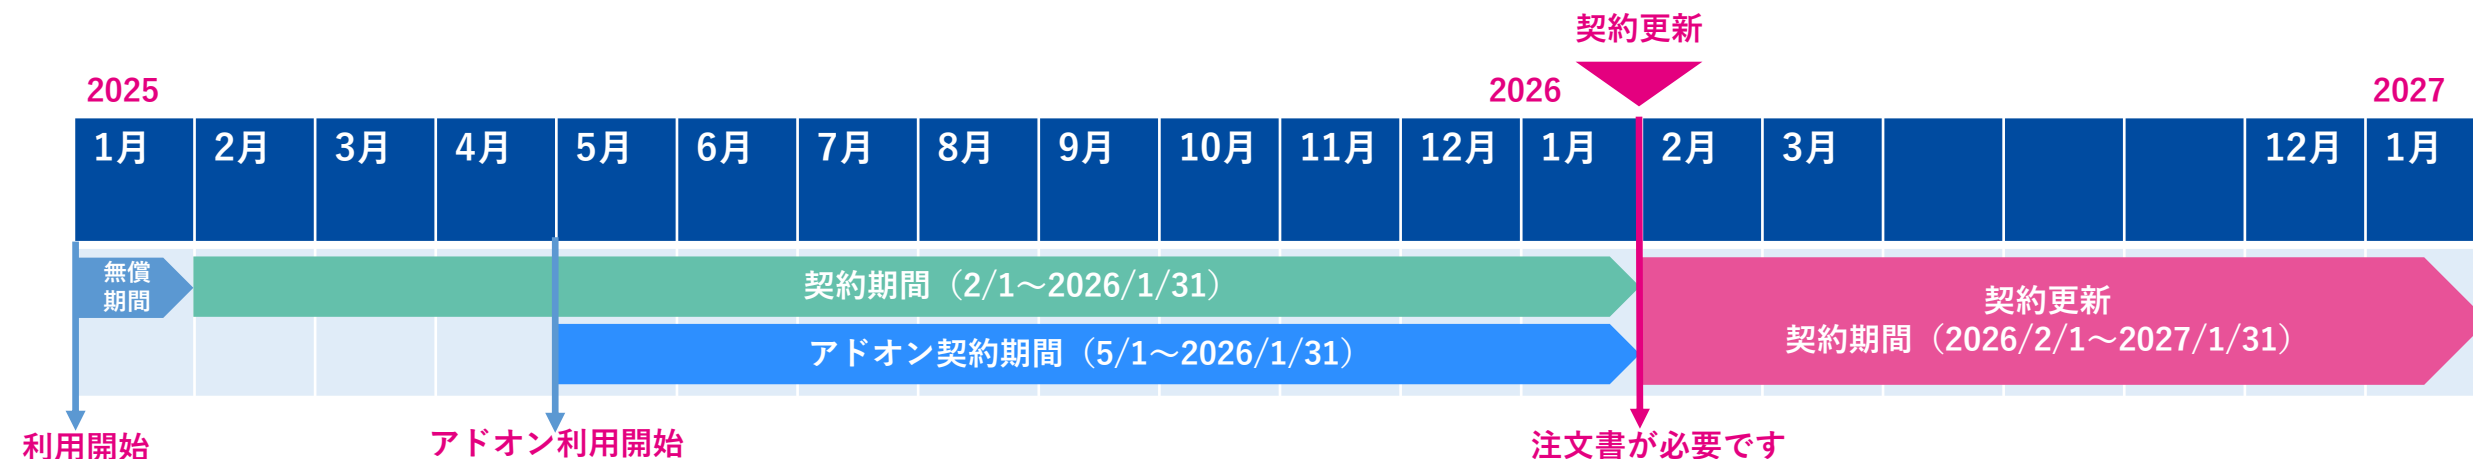 契約更新
2025
2026
2027
1月 2月 3月 4月 5月 6月 7月 8月 9月 10月 11月 12月 1月 2月 3月 12月 1月
無償
期間
契約期間（2/1～2026/1/31）
アドオン契約期間（5/1～2026/1/31）
契約更新
契約期間（2026/2/1～2027/1/31）
利用開始
アドオン利用開始
注文書が必要です